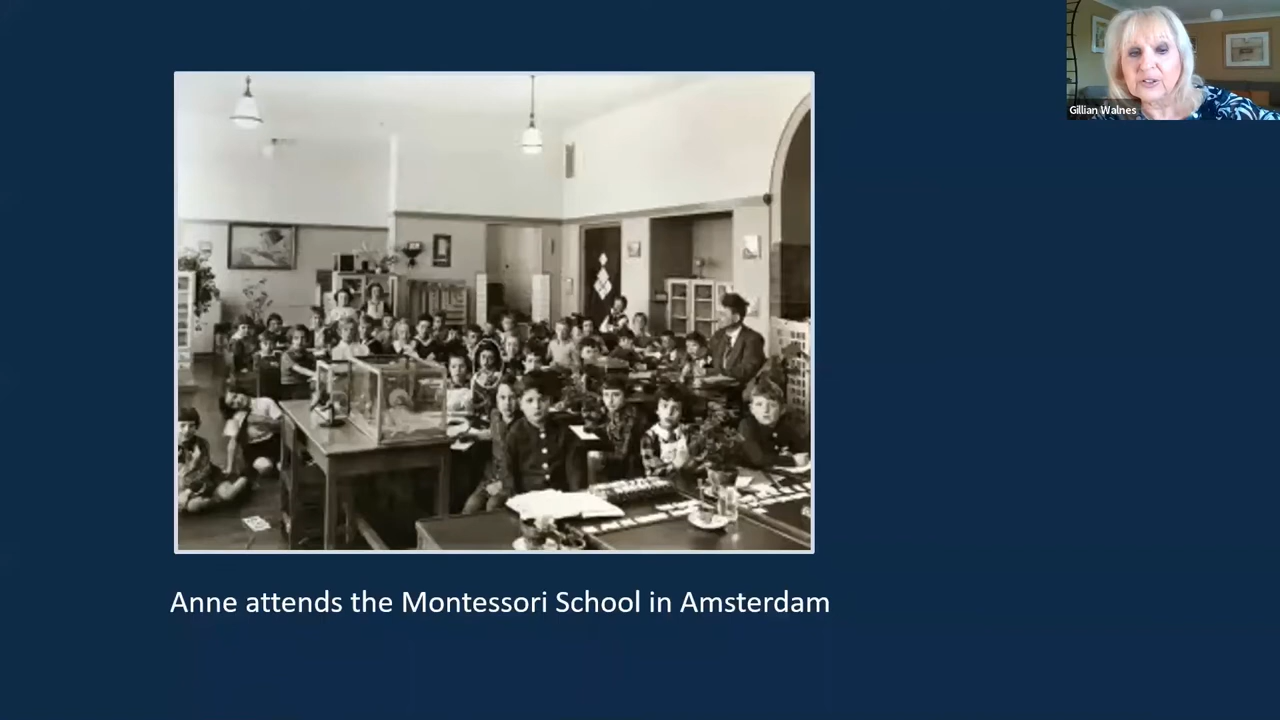 Gillian Walnes
Anne attends the Montessori School in Amsterdam